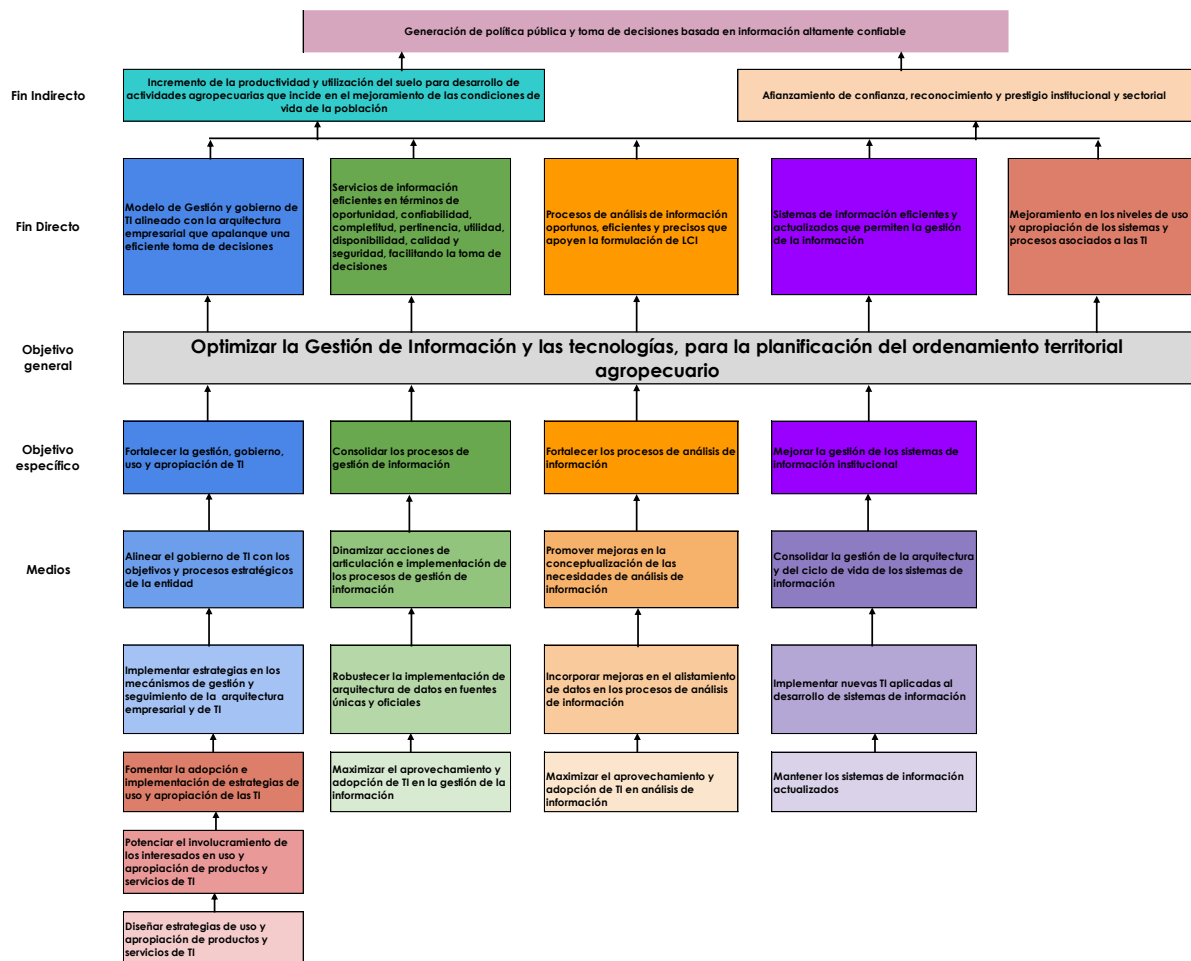 Generación de política pública y toma de decisiones basada en información altamente confiable
Fin Indirecto
Incremento de la productividad y utilización del suelo para desarrollo de
actividades agropecuarias que incide en el mejoramiento de las condiciones de
vida de la población
Afianzamiento de confianza, reconocimiento y prestigio institucional y sectorial
Fin Directo
Modelo de Gestión y gobierno de
TI alineado con la arquitectura
empresarial que apalanque una
eficiente toma de decisiones
Servicios de información
eficientes en términos de
oportunidad, confiabilidad,
completitud, pertinencia, utilidad,
disponibilidad, calidad y
seguridad, facilitando la toma de
decisiones
Procesos de análisis de información
oportunos, eficientes y precisos que
apoyen la formulación de LCI
Sistemas de información eficientes y
actualizados que permiten la gestión
de la información
Mejoramiento en los niveles de uso
y apropiación de los sistemas y
procesos asociados a las TI
Objetivo
general
Optimizar la Gestión de Información y las tecnologías, para la planificación del ordenamiento territorial
agropecuario
Objetivo
específico
Fortalecer la gestión, gobierno,
uso y apropiación de TI
Consolidar los procesos de
gestión de información
Fortalecer los procesos de análisis de
información
Mejorar la gestión de los sistemas de
información institucional
Medios
Alinear el gobierno de TI con los
objetivos y procesos estratégicos
de la entidad
Dinamizar acciones de
articulación e implementación de
los procesos de gestión de
información
Promover mejoras en la
conceptualización de las
necesidades de análisis de
información
Consolidar la gestión de la arquitectura
y del ciclo de vida de los sistemas de
información
Implementar estrategias en los
mecánismos de gestión y
seguimiento de la  arquitectura
empresarial y de TI
Robustecer la implementación de
arquitectura de datos en fuentes
únicas y oficiales
Incorporar mejoras en el alistamiento
de datos en los procesos de análisis
de información
Implementar nuevas TI aplicadas al
desarrollo de sistemas de información
Fomentar la adopción e
implementación de estrategias de
uso y apropiación de las TI
Maximizar el aprovechamiento y
adopción de TI en la gestión de la
información
Maximizar el aprovechamiento y
adopción de TI en análisis de
información
Mantener los sistemas de información
actualizados
Potenciar el involucramiento de
los interesados en uso y
apropiación de productos y
servicios de TI
Diseñar estrategias de uso y
apropiación de productos y
servicios de TI